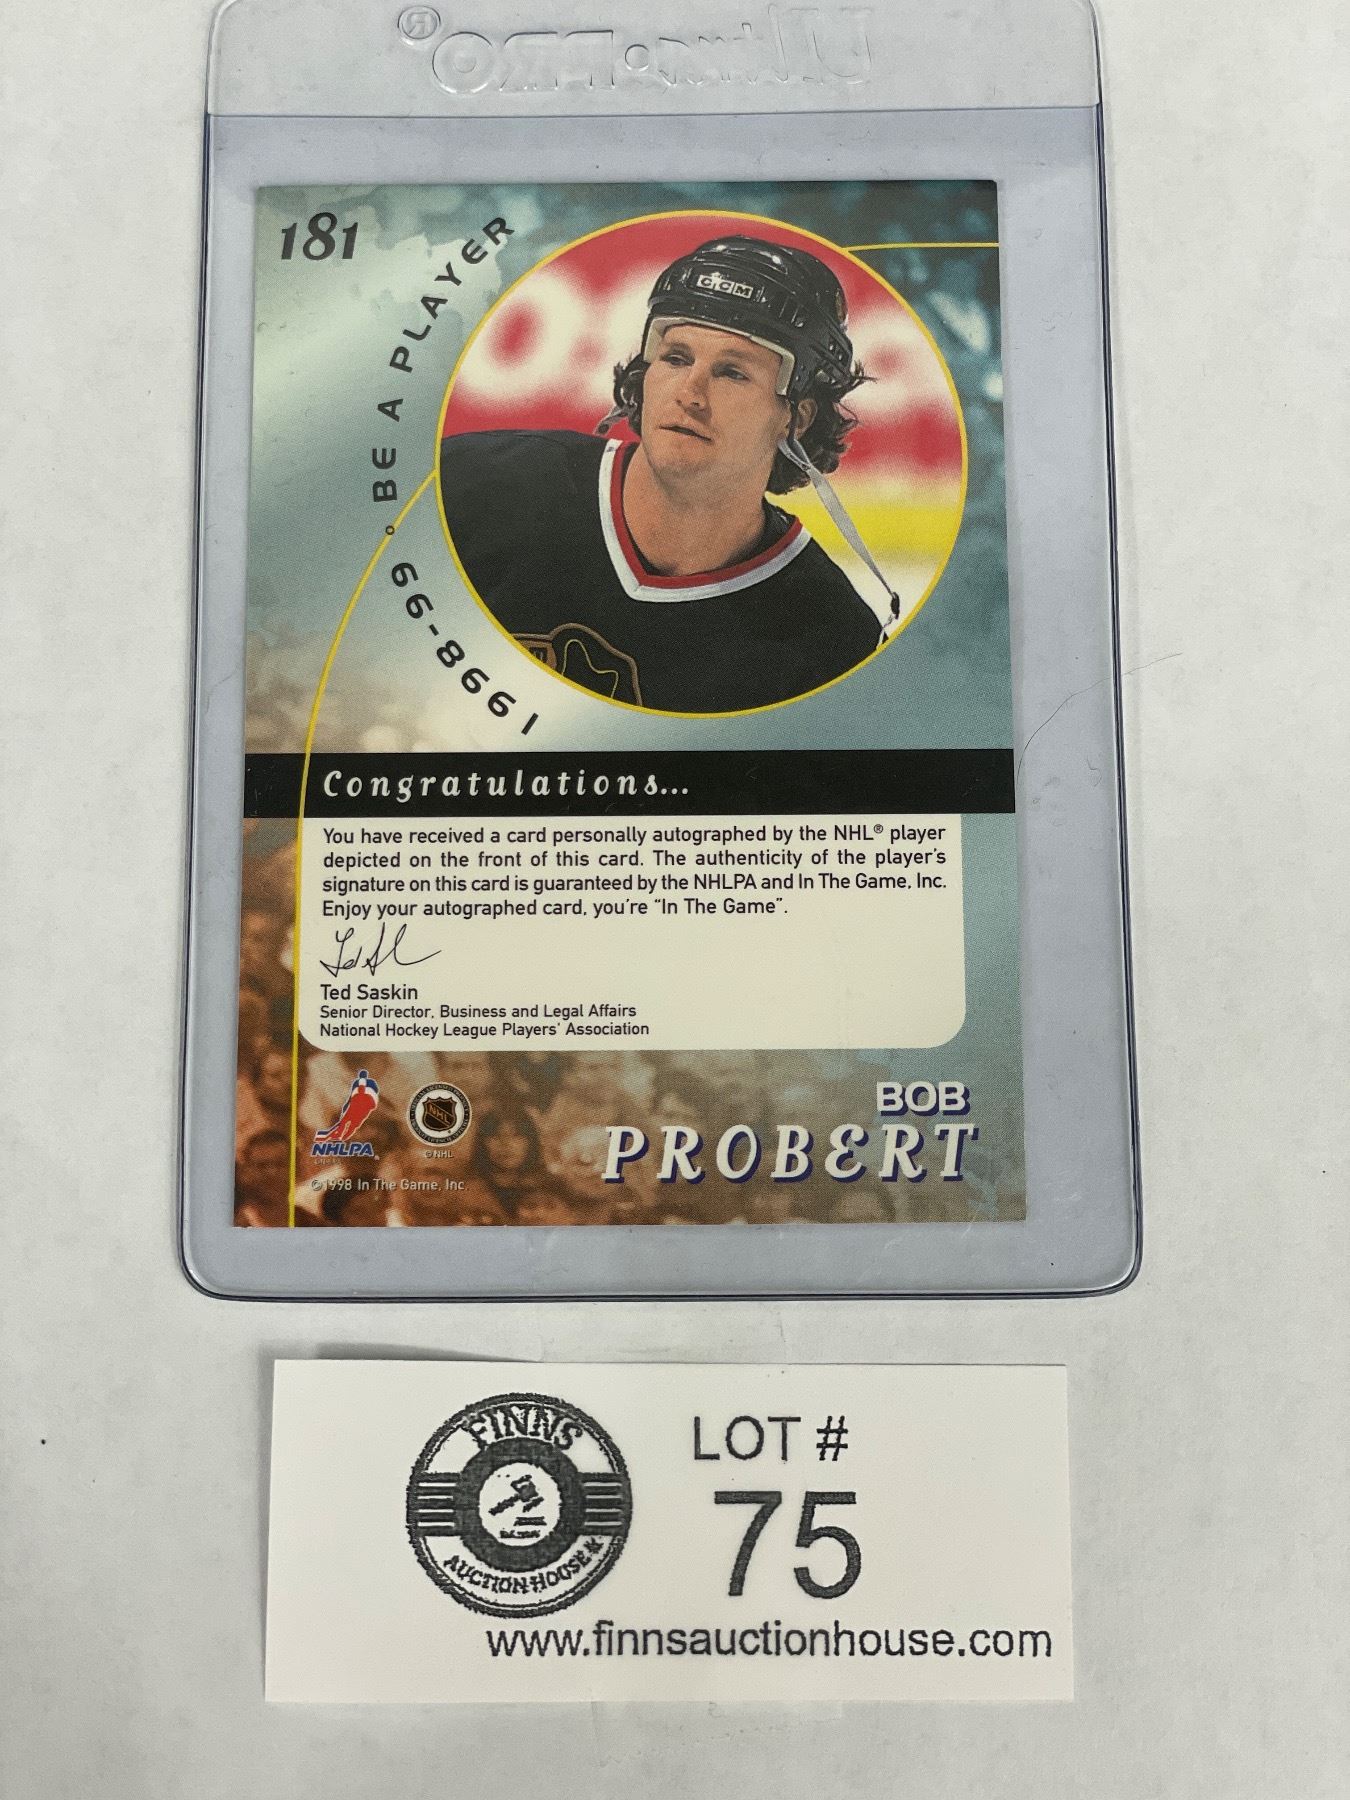 Ultra•PRO®
181
1998-99 • BE A PLAYER
CCM
Congratulations...
You have received a card personally autographed by the NHL® player
depicted on the front of this card. The authenticity of the player's
signature on this card is guaranteed by the NHLPA and In The Game, Inc.
Enjoy your autographed card, you're "In The Game".
Ted Saskin
Senior Director, Business and Legal Affairs
National Hockey League Players' Association
BOB
PROBERT
NHLPA
NHL
© NHL
©1998 In The Game, Inc.
FINNS
AUCTION HOUSE
LOT #
75
www.finnsauctionhouse.com